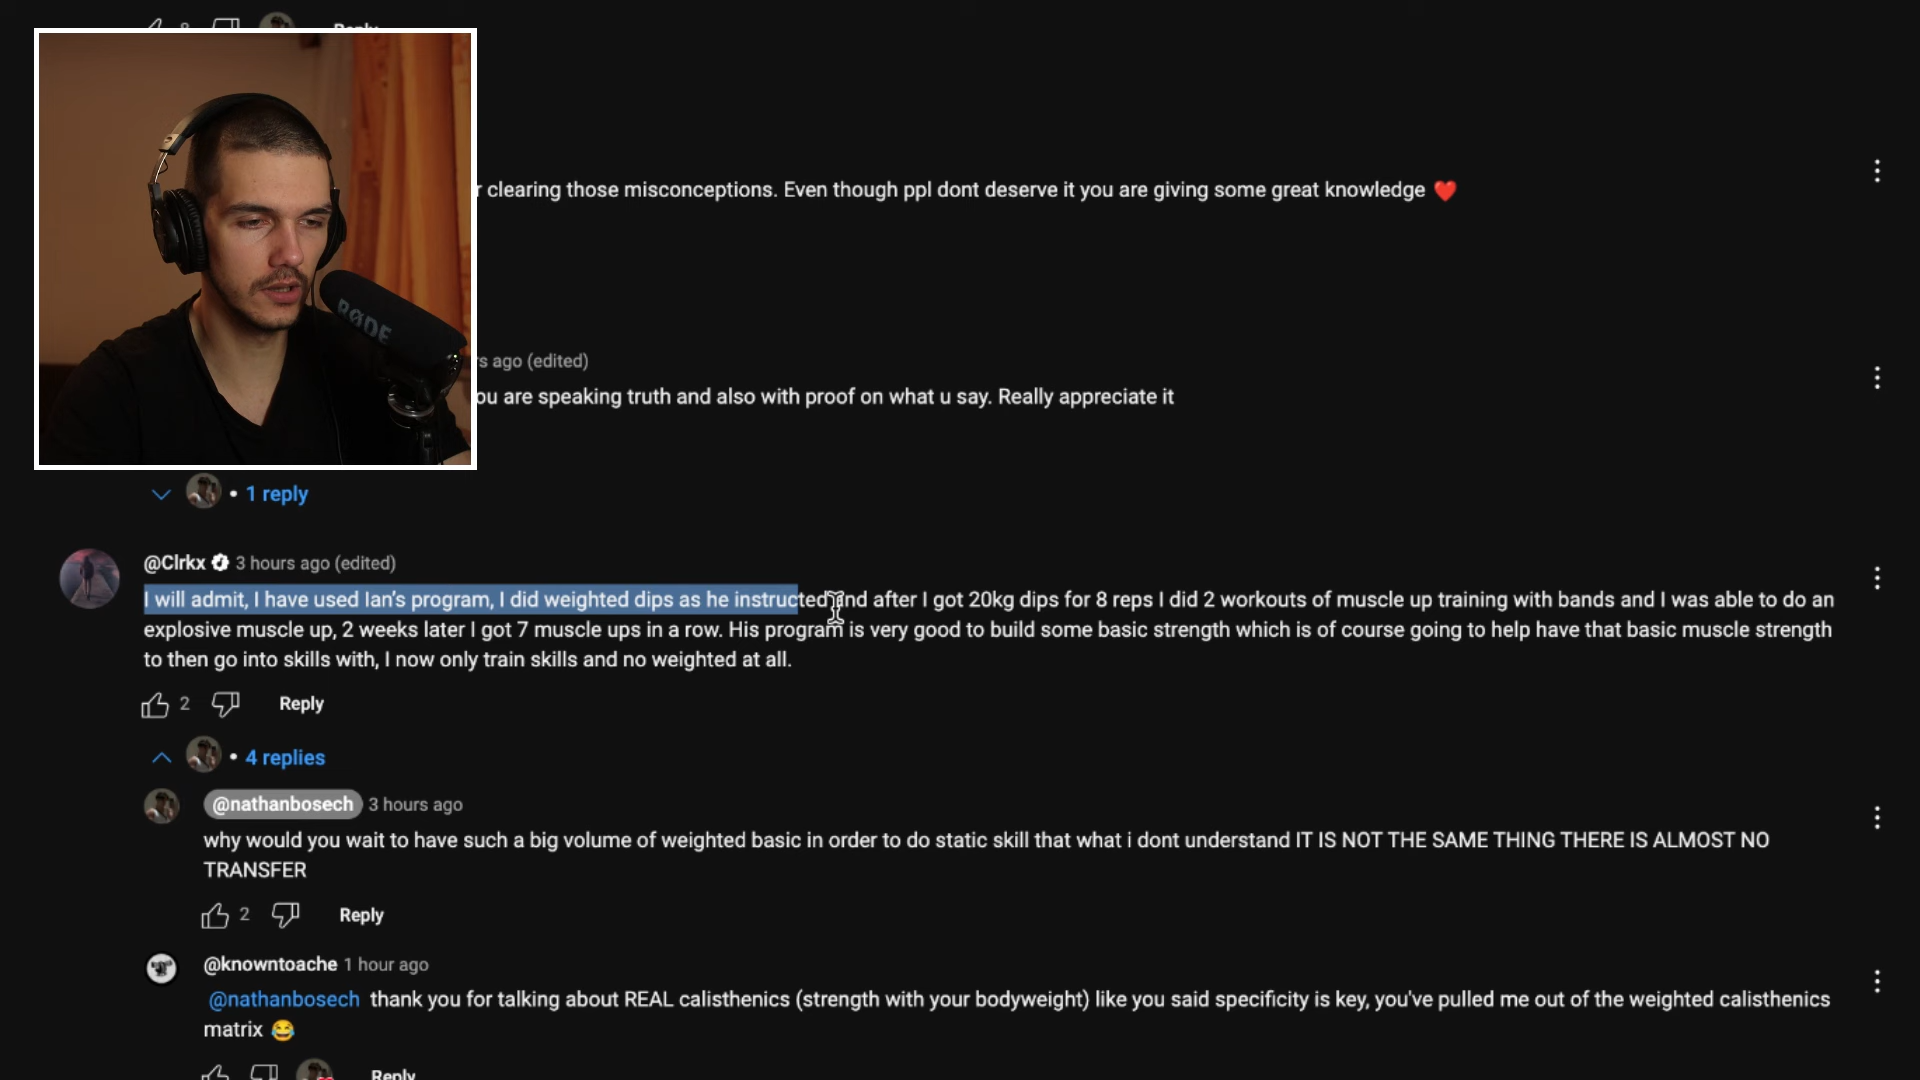 8 Reply
r clearing those misconceptions. Even though ppl dont deserve it you are giving some great knowledge ❤️
rs ago (edited)
ou are speaking truth and also with proof on what u say. Really appreciate it
RØDE
• 1 reply
@Clrkx 3 hours ago (edited)
I will admit, I have used Ian's program, I did weighted dips as he instructed and after I got 20kg dips for 8 reps I did 2 workouts of muscle up training with bands and I was able to do an
explosive muscle up, 2 weeks later I got 7 muscle ups in a row. His program is very good to build some basic strength which is of course going to help have that basic muscle strength
to then go into skills with, I now only train skills and no weighted at all.
2 Reply
• 4 replies
@nathanbosech 3 hours ago
why would you wait to have such a big volume of weighted basic in order to do static skill that what i dont understand IT IS NOT THE SAME THING THERE IS ALMOST NO
TRANSFER
2 Reply
@knowntoache 1 hour ago
@nathanbosech thank you for talking about REAL calisthenics (strength with your bodyweight) like you said specificity is key, you've pulled me out of the weighted calisthenics
matrix 😂
Reply